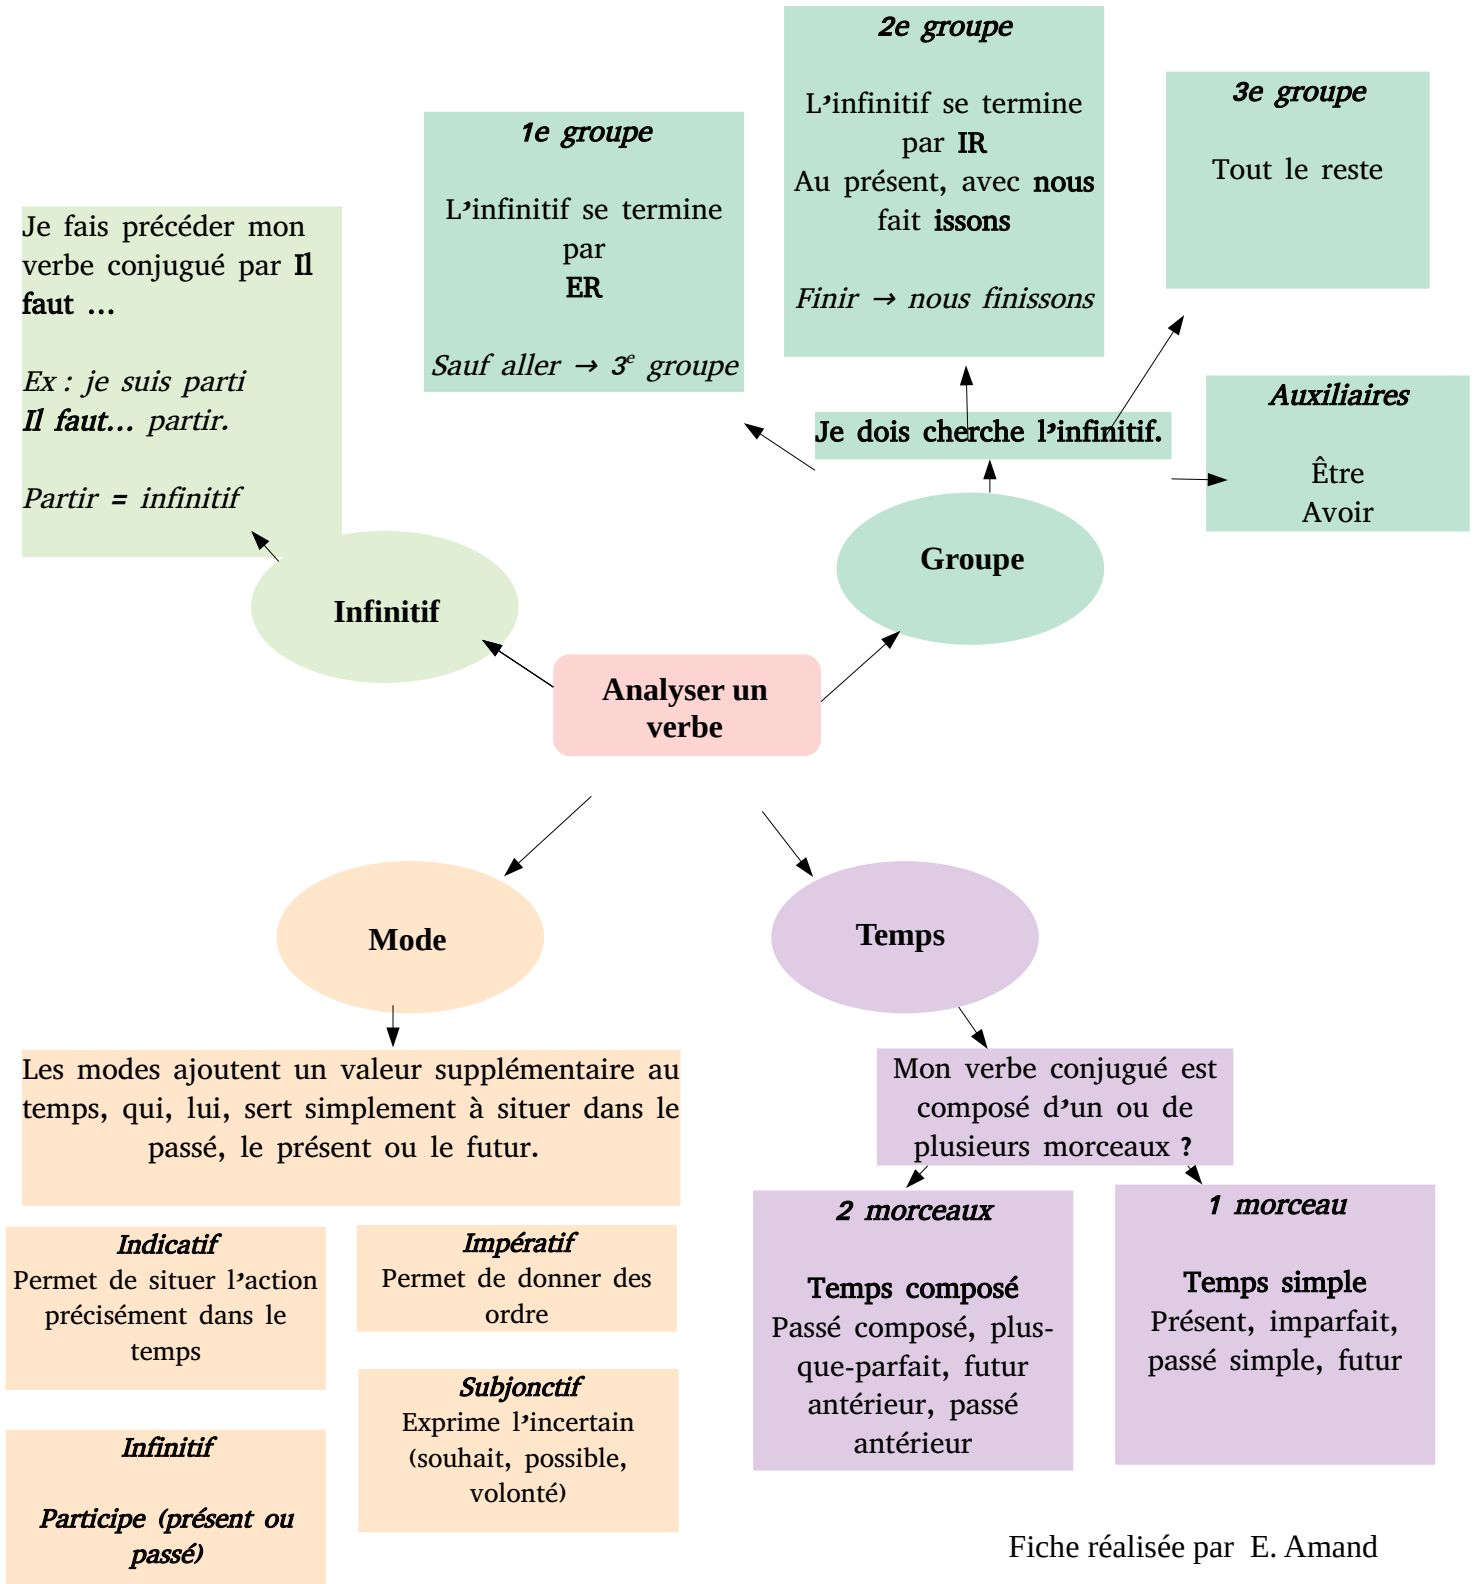 2e groupe
L’infinitif se termine
par IR
Au présent, avec nous
fait issons
Finir → nous finissons
3e groupe
Tout le reste
1e groupe
L’infinitif se termine
par
ER
Sauf aller → 3e groupe
Je fais précéder mon
verbe conjugué par Il
faut ...
Ex : je suis parti
Il faut... partir.
Partir = infinitif
Je dois cherche l’infinitif.
Auxiliaires
Être
Avoir
Groupe
Infinitif
Analyser un
verbe
Mode
Temps
Les modes ajoutent un valeur supplémentaire au
temps, qui, lui, sert simplement à situer dans le
passé, le présent ou le futur.
Mon verbe conjugué est
composé d’un ou de
plusieurs morceaux ?
Indicatif
Permet de situer l’action
précisément dans le
temps
Impératif
Permet de donner des
ordre
Subjonctif
Exprime l’incertain
(souhait, possible,
volonté)
Infinitif
Participe (présent ou
passé)
2 morceaux
Temps composé
Passé composé, plus-
que-parfait, futur
antérieur, passé
antérieur
1 morceau
Temps simple
Présent, imparfait,
passé simple, futur
Fiche réalisée par E. Amand